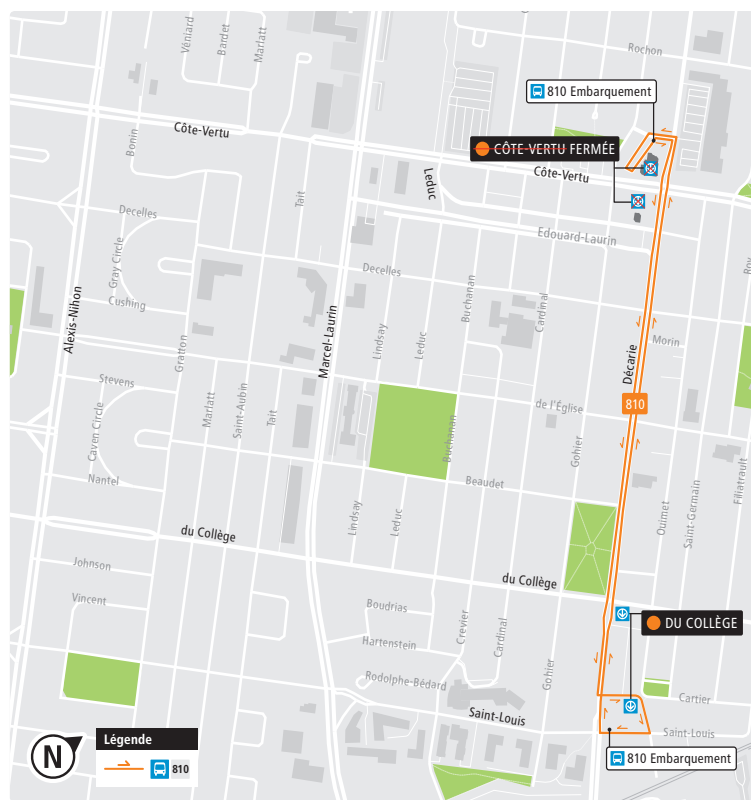 Rochon
810 Embarquement
CÔTE-VERTU FERMÉE
Véniard
Bardet
Marlatt
Côte-Vertu
Côte-Vertu
Bonin
Leduc
Tait
Decelles
Edouard-Laurin
Gray Circle
Decelles
Roy
Cushing
Buchanan
Cardinal
Alexis-Nihon
Marcel-Laurin
Lindsay
Leduc
Morin
Gratton
Décarie
Stevens
810
de l'Église
Caven Circle
Marlatt
Saint-Aubin
Tait
Buchanan
Gohier
Filiatrault
Nantel
Beaudet
Saint-Germain
Ouimet
Lindsay
Leduc
du Collège
du Collège
Johnson
Vincent
Boudrias
DU COLLÈGE
Hartenstein
Crevier
Cardinal
Gohier
Rodolphe-Bédard
Cartier
Saint-Louis
Saint-Louis
810 Embarquement
N
Légende
810